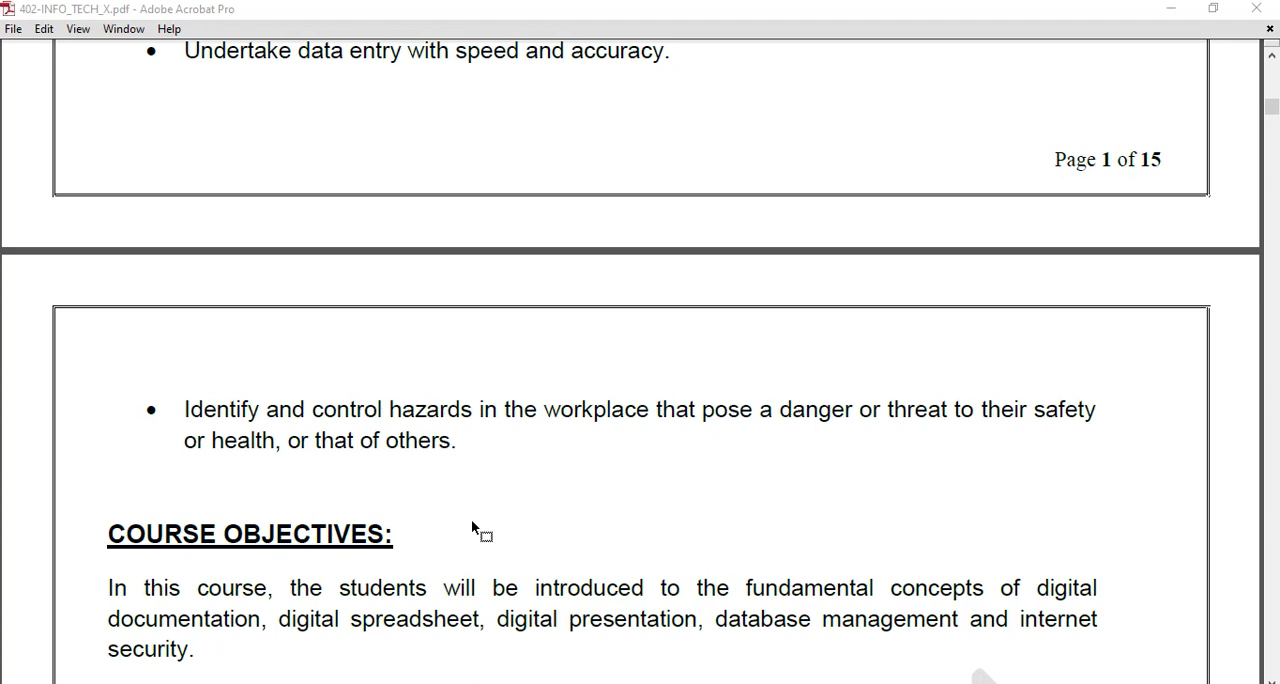 402-INFO_TECH_X.pdf - Adobe Acrobat Pro
File Edit View Window Help
• Undertake data entry with speed and accuracy.
Page 1 of 15
• Identify and control hazards in the workplace that pose a danger or threat to their safety
or health, or that of others.
COURSE OBJECTIVES:
In this course, the students will be introduced to the fundamental concepts of digital
documentation, digital spreadsheet, digital presentation, database management and internet
security.